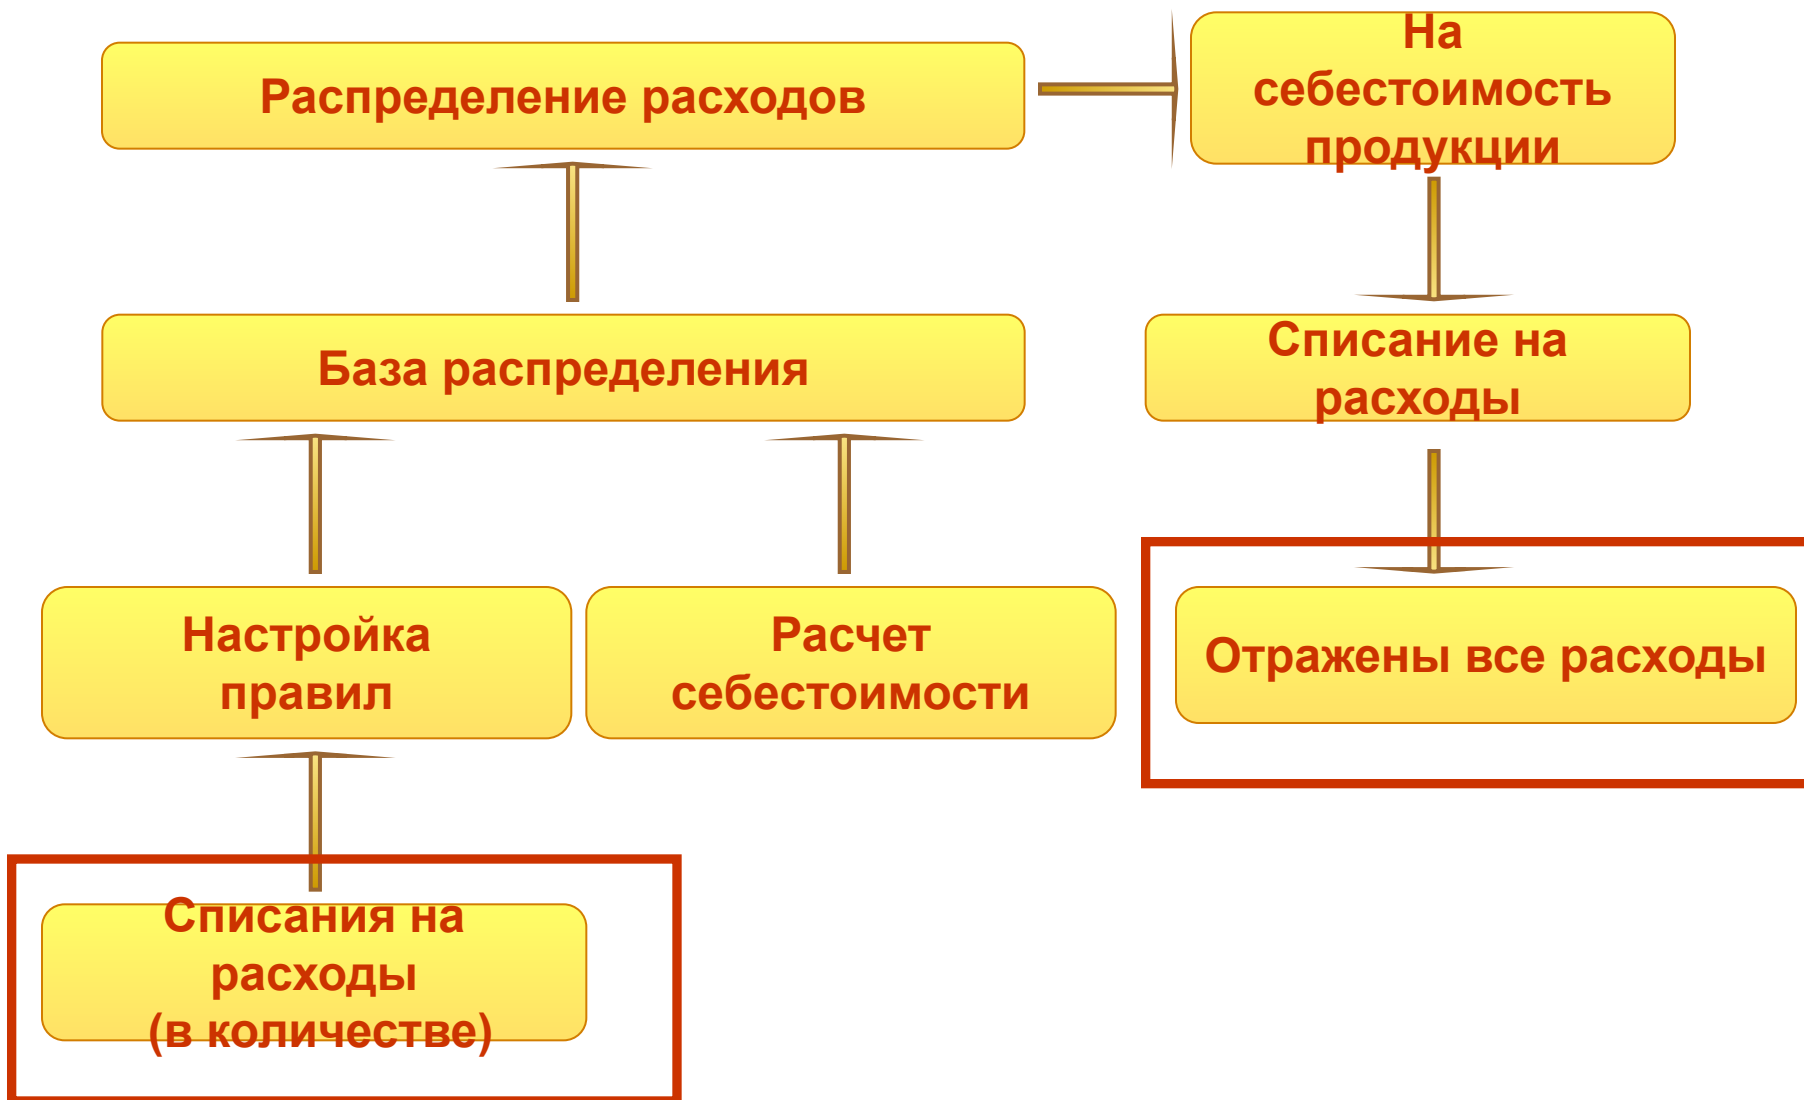 Распределение расходов
На
себестоимость
продукции
База распределения
Списание на
расходы
Настройка
правил
Расчет
себестоимости
Отражены все расходы
Списания на
расходы
(в количестве)